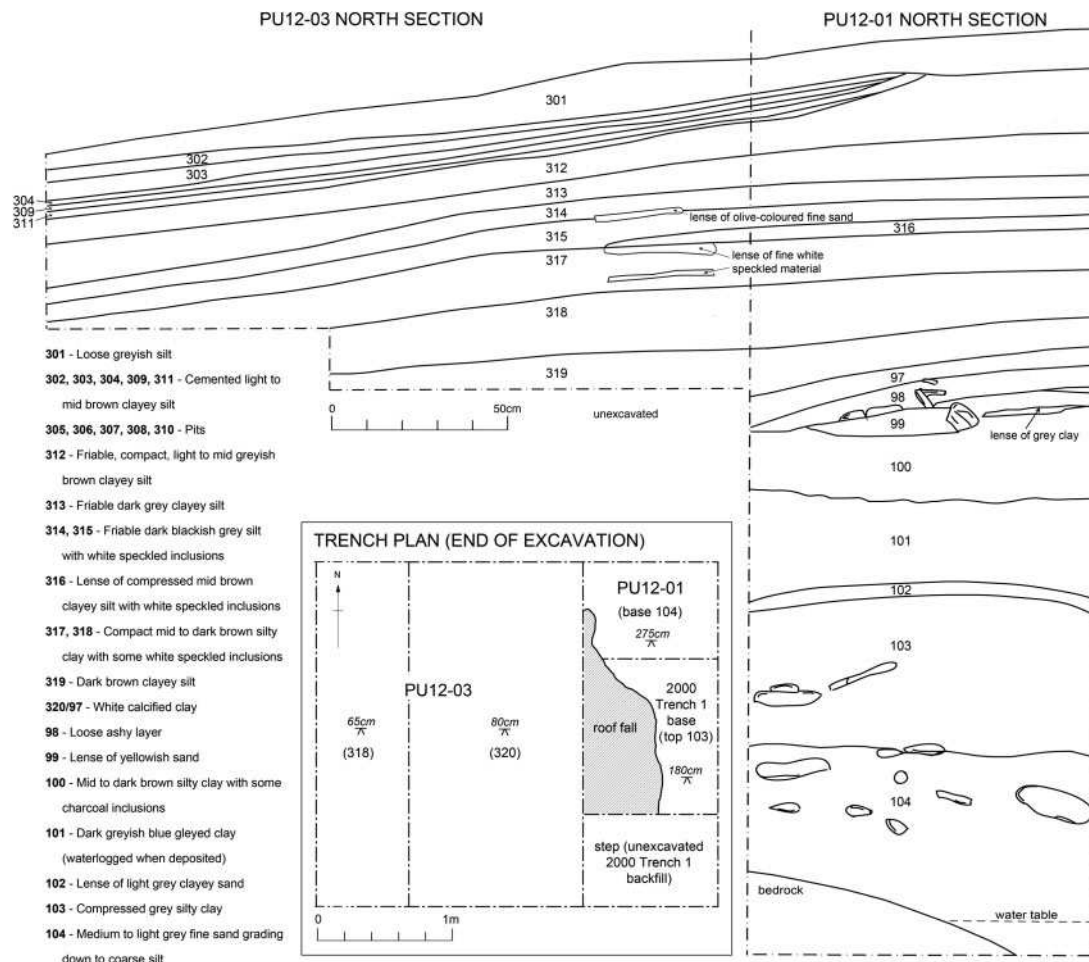 PU12-03 NORTH SECTION
PU12-01 NORTH SECTION
301
302
303
304
309
311
312
313
314
lense of olive-coloured fine sand
315
316
317
lense of fine white
speckled material
318
319
0 50cm
unexcavated
97
98
99
lense of grey clay
100
101
102
103
104
bedrock
water table
301 - Loose greyish silt
302, 303, 304, 309, 311 - Cemented light to
mid brown clayey silt
305, 306, 307, 308, 310 - Pits
312 - Friable, compact, light to mid greyish
brown clayey silt
313 - Friable dark grey clayey silt
314, 315 - Friable dark blackish grey silt
with white speckled inclusions
316 - Lense of compressed mid brown
clayey silt with white speckled inclusions
317, 318 - Compact mid to dark brown silty
clay with some white speckled inclusions
319 - Dark brown clayey silt
320/97 - White calcified clay
98 - Loose ashy layer
99 - Lense of yellowish sand
100 - Mid to dark brown silty clay with some
charcoal inclusions
101 - Dark greyish blue gleyed clay
(waterlogged when deposited)
102 - Lense of light grey clayey sand
103 - Compressed grey silty clay
104 - Medium to light grey fine sand grading
down to coarse silt
TRENCH PLAN (END OF EXCAVATION)
N
PU12-01
(base 104)
275cm
PU12-03
65cm
(318)
80cm
(320)
roof fall
2000
Trench 1
base
(top 103)
180cm
step (unexcavated
2000 Trench 1
backfill)
0 1m